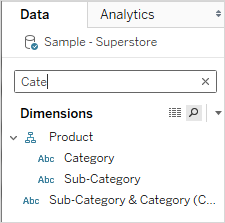 Data Analytics
Sample - Superstore
Cate
Dimensions
Product
Abc Category
Abc Sub-Category
Abc Sub-Category & Category (C...